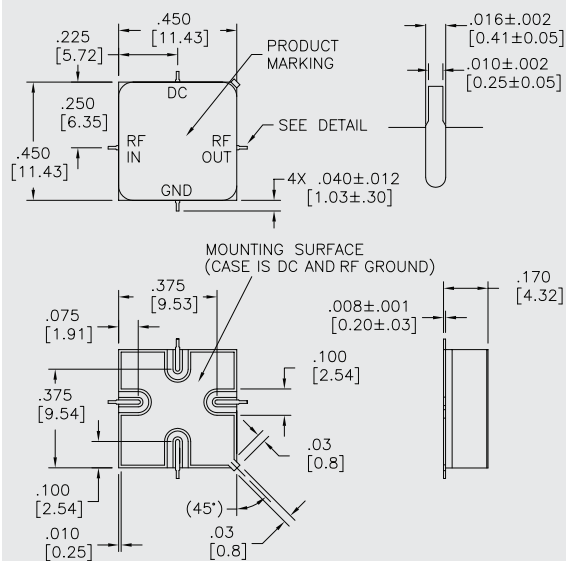 .450
[11.43]
.225
[5.72]
PRODUCT
MARKING
.016±.002
[0.41±0.05]
.010±.002
[0.25±0.05]
DC
.250
[6.35]
.450
[11.43]
RF
IN
RF
OUT
SEE DETAIL
GND
4X .040±.012
[1.03±.30]
MOUNTING SURFACE
(CASE IS DC AND RF GROUND)
.375
[9.53]
.075
[1.91]
.170
[4.32]
.008±.001
[0.20±.03]
.100
[2.54]
.375
[9.54]
.03
[0.8]
.100
[2.54]
(45°)
.010
[0.25]
.03
[0.8]